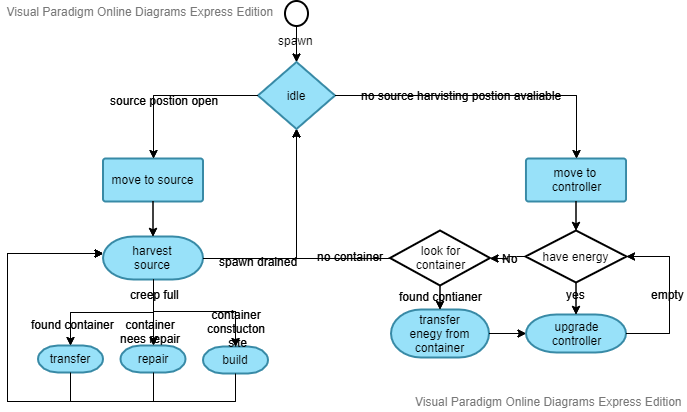 Visual Paradigm Online Diagrams Express Edition
spawn
idle
source postion open
no source harvisting postion avaliable
move to source
move to
controller
harvest
source
spawn drained
no container
look for
container
No
have energy
creep full
found contianer
yes
empty
found container
container
nees repair
container
constucton
site
transfer
enegy from
container
upgrade
controller
transfer
repair
build
Visual Paradigm Online Diagrams Express Edition